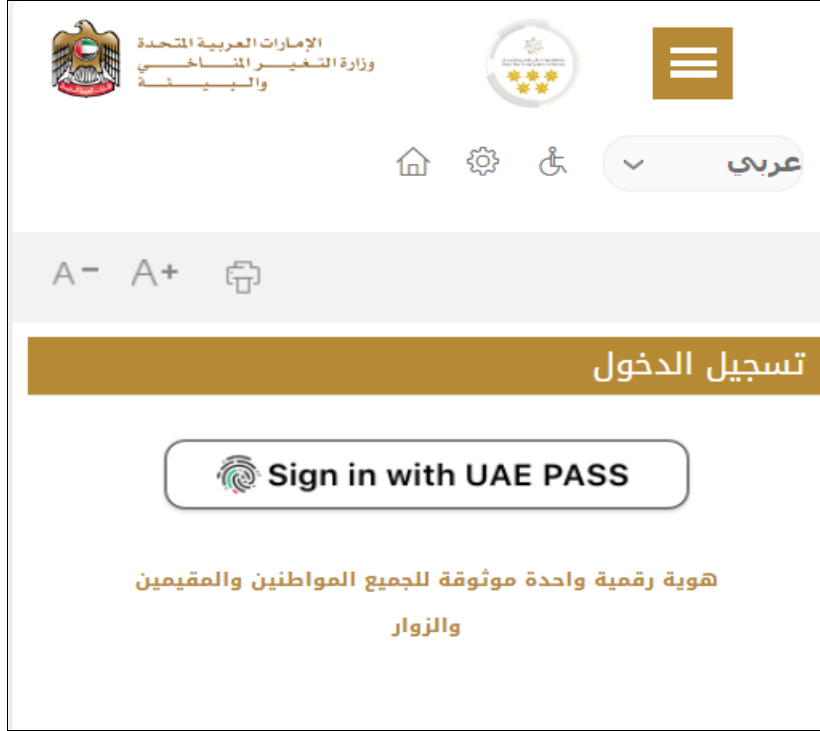 الإمارات العربية المتحدة
وزارة التغيير المناخي
والبيئة
عربي
A- A+
تسجيل الدخول
Sign in with UAE PASS
هوية رقمية واحدة موثوقة للجميع المواطنين والمقيمين
والزوار